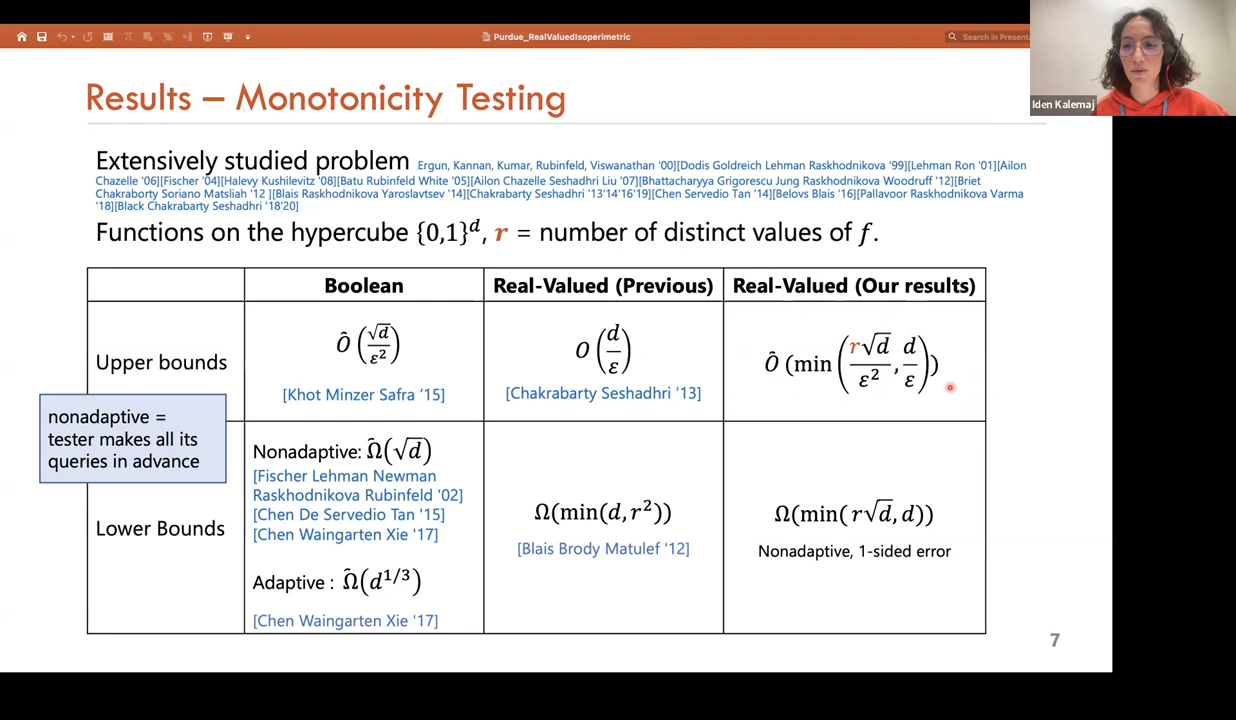 Purdue_RealValuedIsoperimetric
Search in Present
Iden Kalemaj
Results – Monotonicity Testing
Extensively studied problem Ergun, Kannan, Kumar, Rubinfeld, Viswanathan '00][Dodis Goldreich Lehman Raskhodnikova '99][Lehman Ron '01][Ailon
Chazelle '06][Fischer '04][Halevy Kushilevitz '08][Batu Rubinfeld White '05][Ailon Chazelle Seshadhri Liu '07][Bhattacharyya Grigorescu Jung Raskhodnikova Woodruff '12][Briet
Chakraborty Soriano Matsliah '12 ][Blais Raskhodnikova Yaroslavtsev '14][Chakrabarty Seshadhri '13'14'16'19][Chen Servedio Tan '14][Belovs Blais '16][Pallavoor Raskhodnikova Varma
'18][Black Chakrabarty Seshadhri '18'20]
Functions on the hypercube {0,1}^d, r = number of distinct values of f.
Boolean
Real-Valued (Previous)
Real-Valued (Our results)
Upper bounds
Ô (√d/ε²)
[Khot Minzer Safra '15]
O (d/ε)
[Chakrabarty Seshadhri '13]
Ô (min (r√d/ε², d/ε))
nonadaptive =
tester makes all its
queries in advance
Lower Bounds
Nonadaptive: Ω̂(√d)
[Fischer Lehman Newman
Raskhodnikova Rubinfeld '02]
[Chen De Servedio Tan '15]
[Chen Waingarten Xie '17]
Adaptive : Ω̂(d^{1/3})
[Chen Waingarten Xie '17]
Ω(min(d, r²))
[Blais Brody Matulef '12]
Ω(min(r√d, d))
Nonadaptive, 1-sided error
7